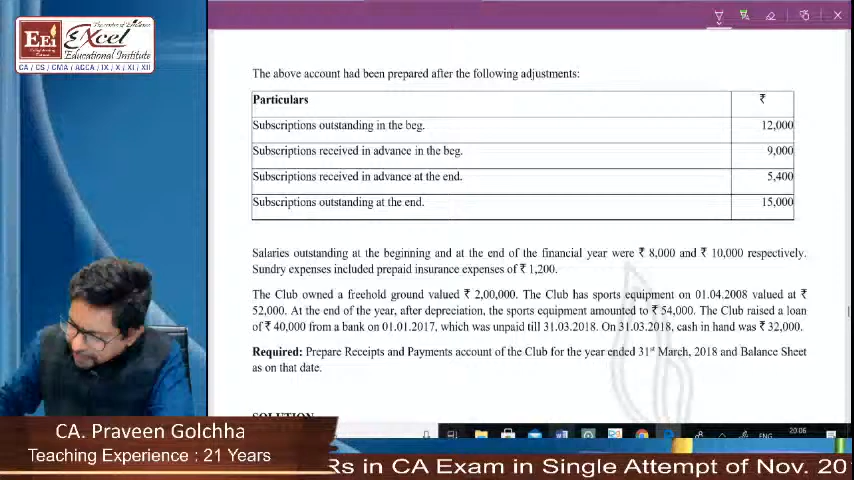 The centre of Excellence
EEi
Excel
Educational Institute
CA / CS / CMA / ACCA / IX / X / XI / XII
The above account had been prepared after the following adjustments:
Particulars ₹
Subscriptions outstanding in the beg. 12,000
Subscriptions received in advance in the beg. 9,000
Subscriptions received in advance at the end. 5,400
Subscriptions outstanding at the end. 15,000
Salaries outstanding at the beginning and at the end of the financial year were ₹ 8,000 and ₹ 10,000 respectively.
Sundry expenses included prepaid insurance expenses of ₹ 1,200.
The Club owned a freehold ground valued ₹ 2,00,000. The Club has sports equipment on 01.04.2008 valued at ₹
52,000. At the end of the year, after depreciation, the sports equipment amounted to ₹ 54,000. The Club raised a loan
of ₹ 40,000 from a bank on 01.01.2017, which was unpaid till 31.03.2018. On 31.03.2018, cash in hand was ₹ 32,000.
Required: Prepare Receipts and Payments account of the Club for the year ended 31st March, 2018 and Balance Sheet
as on that date.
SOLUTION
ENG
20:06
CA. Praveen Golchha
Teaching Experience : 21 Years
Rs in CA Exam in Single Attempt of Nov. 20